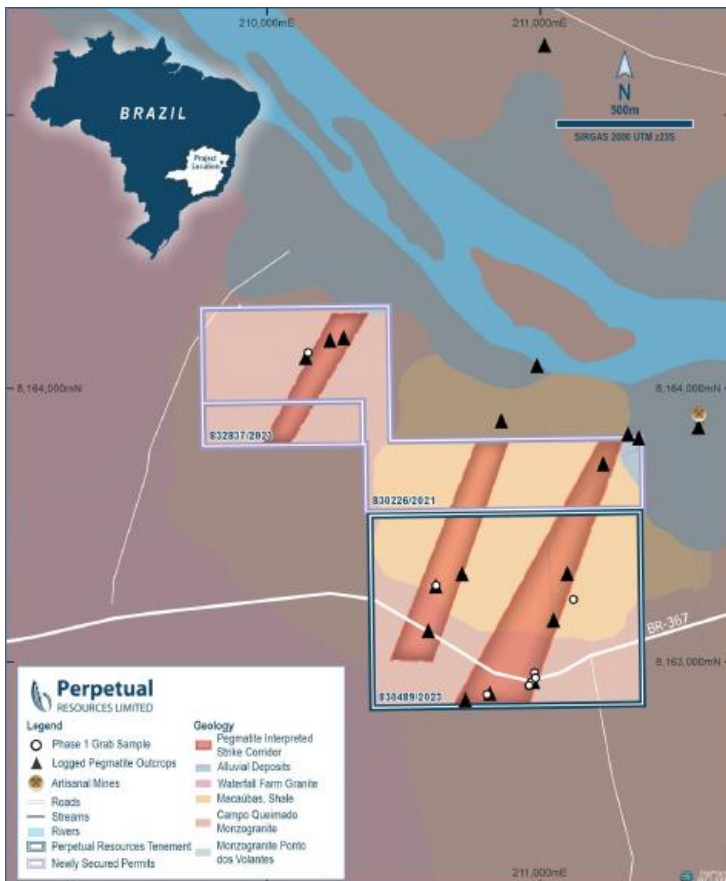 210,000mE
211,000mE
BRAZIL
Project
Location
N
500m
SIRGAS 2000 UTM z23S
8,164,000mN
8,164,000mN
832837/2023
830226/2021
BR-367
8,163,000mN
830489/2023
Perpetual
RESOURCES LIMITED
Legend
Phase 1 Grab Sample
Logged Pegmatite Outcrops
Artisanal Mines
Roads
Streams
Rivers
Perpetual Resources Tenement
Newly Secured Permits
Geology
Pegmatite Interpreted
Strike Corridor
Alluvial Deposits
Waterfall Farm Granite
Macaúbas, Shale
Campo Queimado
Monzogranite
Monzogranite Ponto
dos Volantes
211,000mE